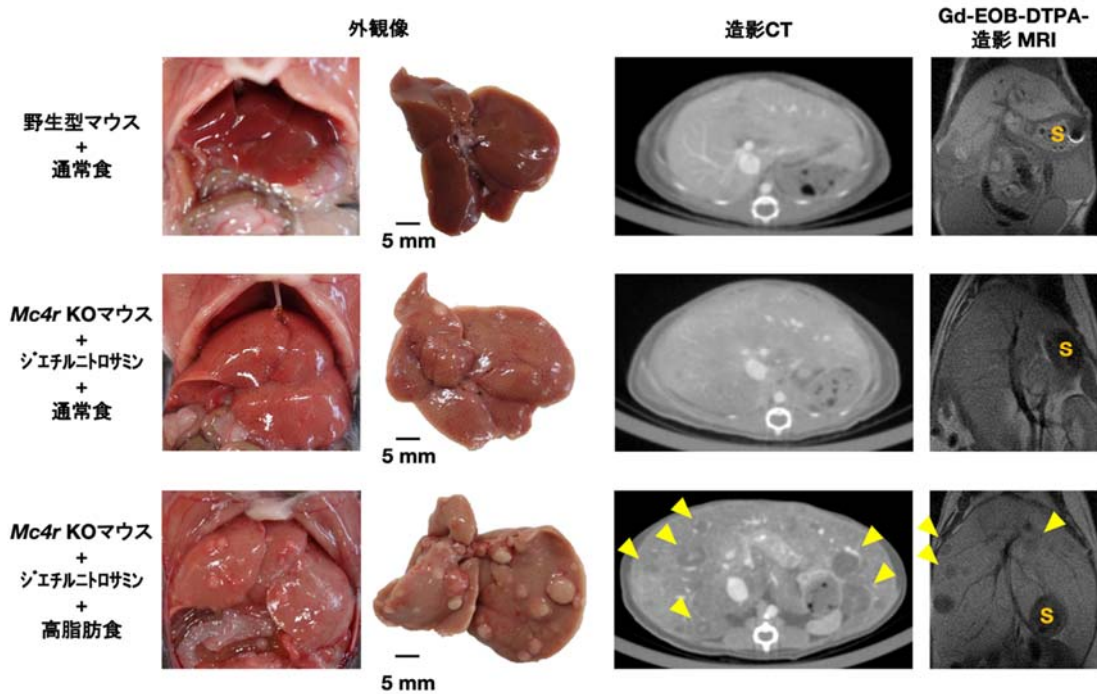 外観像
造影CT
Gd-EOB-DTPA-
造影 MRI
野生型マウス
+
通常食
S
5 mm
Mc4r KOマウス
+
ジエチルニトロサミン
+
通常食
S
5 mm
Mc4r KOマウス
+
ジエチルニトロサミン
+
高脂肪食
S
5 mm